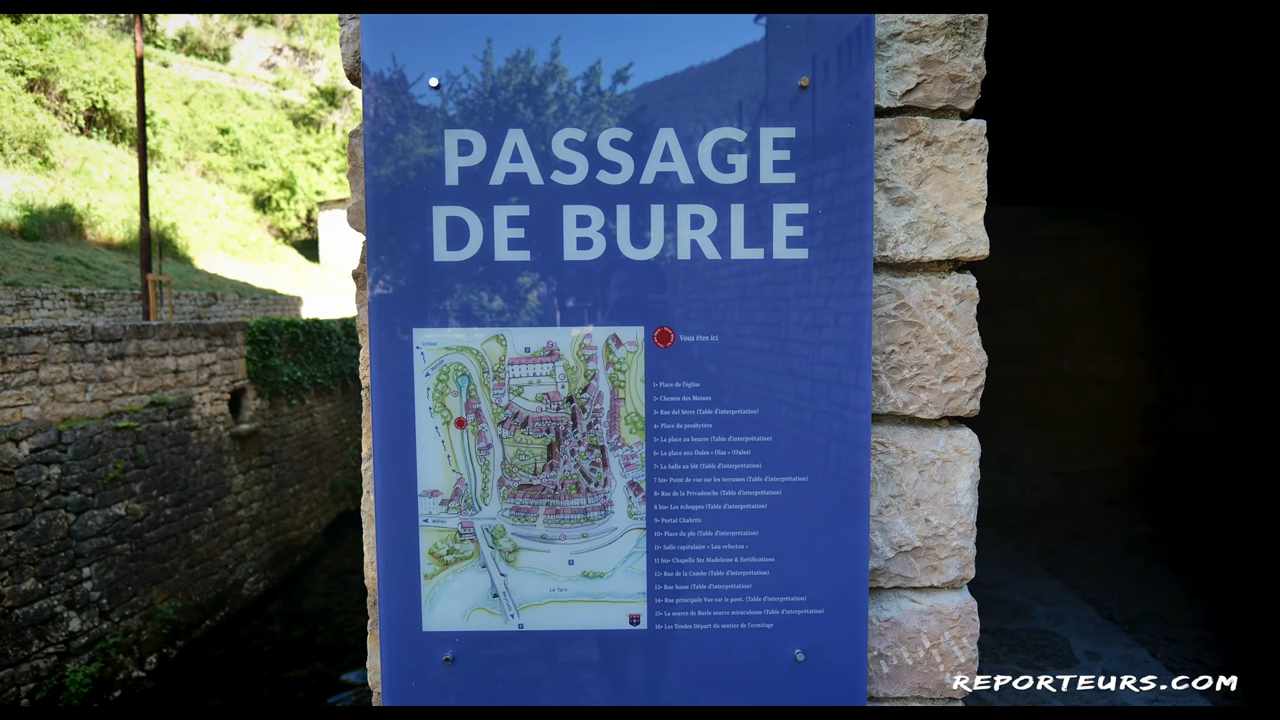 PASSAGE
DE BURLE
Vous êtes ici
1• Place de l'église
2• Chemin des Moines
3• Rue del Sèrre (Table d'interprétation)
4• Place du presbytère
5• La place au beurre (Table d'interprétation)
6• La place aux Oules « Olas » (Oules)
7• La halle au blé (Table d'interprétation)
7 bis• Point de vue sur les terrasses (Table d'interprétation)
8• Rue de la Privadenche (Table d'interprétation)
8 bis• Les échoppes (Table d'interprétation)
9• Portal Chabrits
10• Place du plo (Table d'interprétation)
11• Salle capitulaire « Lou refuctou »
11 bis• Chapelle Ste Madeleine & fortifications
12• Rue de la Combe (Table d'interprétation)
13• Rue basse (Table d'interprétation)
14• Rue principale Vue sur le pont. (Table d'interprétation)
15• La source de Burle source miraculeuse (Table d'interprétation)
16• Les Tendes Départ du sentier de l'ermitage
Le Tarn
REPORTEURS.COM